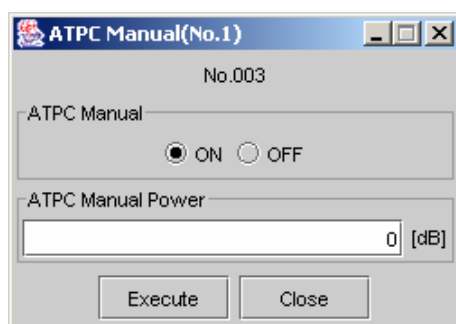 ATPC Manual(No.1)
No.003
ATPC Manual
ON OFF
ATPC Manual Power
0 [dB]
Execute Close